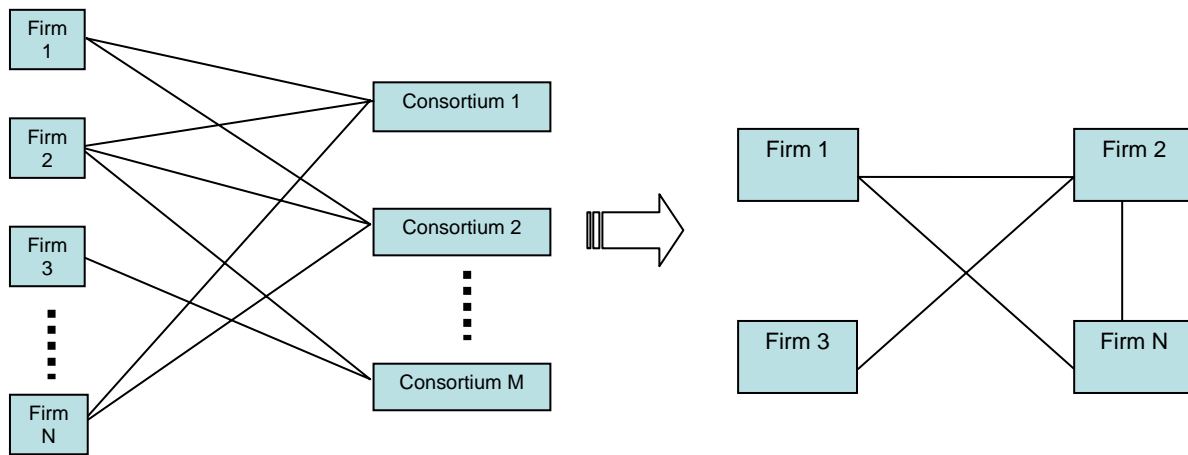 Firm
1
Firm
2
Firm
3
Firm
N
Consortium 1
Consortium 2
Consortium M
Firm 1
Firm 2
Firm 3
Firm N